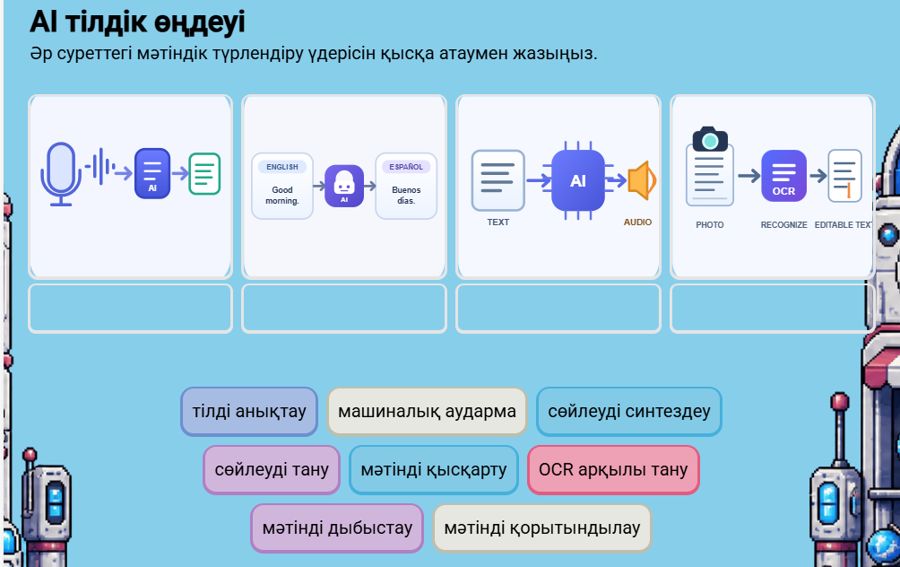 AI тілдік өңдеуі
Әр суреттегі мәтіндік түрлендіру үдерісін қысқа атаумен жазыңыз.
AI
ENGLISH
Good
morning.
AI
ESPAÑOL
Buenos
dias.
TEXT
AI
AUDIO
PHOTO
OCR
RECOGNIZE
EDITABLE TEXT
тілді анықтау
машиналық аударма
сөйлеуді синтездеу
сөйлеуді тану
мәтінді қысқарту
OCR арқылы тану
мәтінді дыбыстау
мәтінді қорытындылау